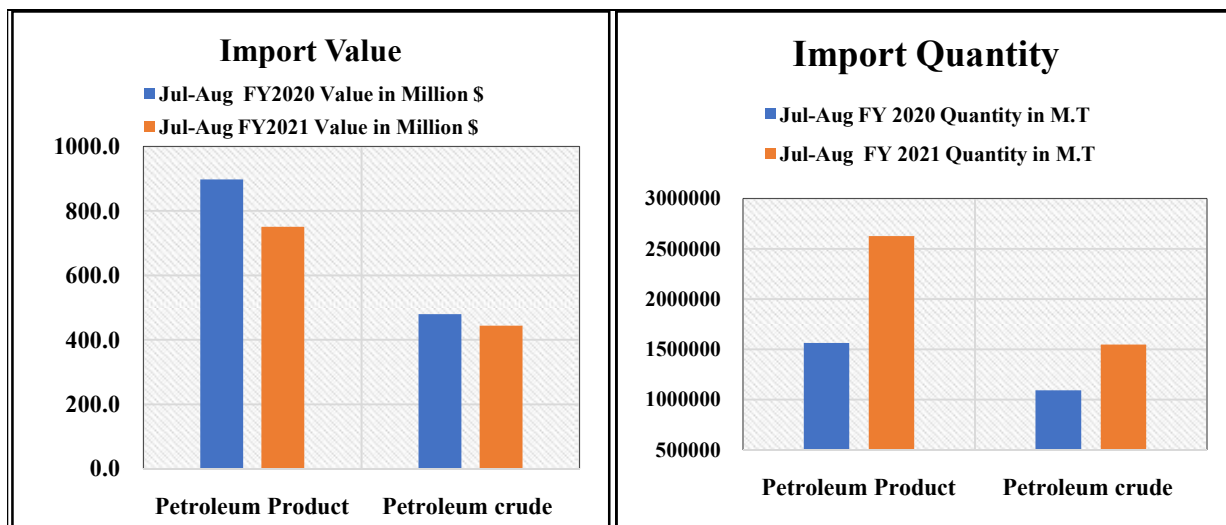 Import Value
Jul-Aug  FY2020 Value in Million $
Jul-Aug FY2021 Value in Million $
1000.0
800.0
600.0
400.0
200.0
0.0
Petroleum Product
Petroleum crude
Import Quantity
Jul-Aug FY 2020 Quantity in M.T
Jul-Aug  FY 2021 Quantity in M.T
3000000
2500000
2000000
1500000
1000000
500000
Petroleum Product
Petroleum crude